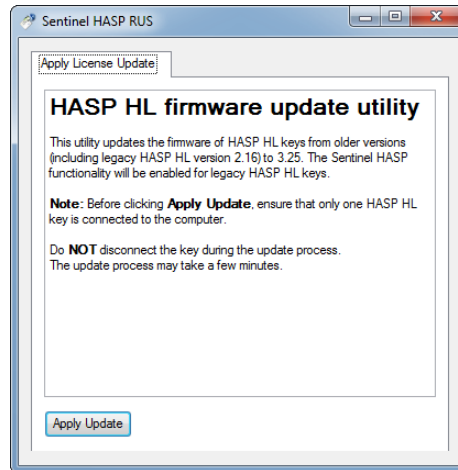 Sentinel HASP RUS
Apply License Update
HASP HL firmware update utility
This utility updates the firmware of HASP HL keys from older versions
(including legacy HASP HL version 2.16) to 3.25. The Sentinel HASP
functionality will be enabled for legacy HASP HL keys.
Note: Before clicking Apply Update, ensure that only one HASP HL
key is connected to the computer.
Do NOT disconnect the key during the update process.
The update process may take a few minutes.
Apply Update